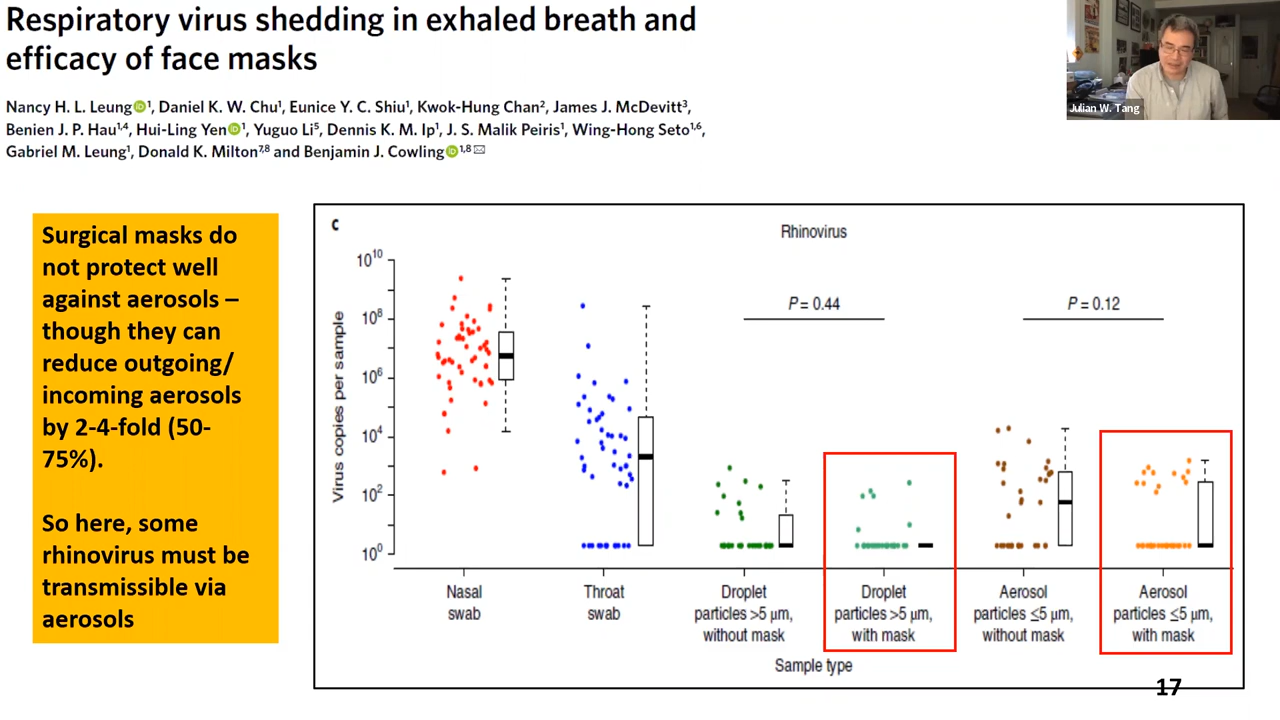 Respiratory virus shedding in exhaled breath and
efficacy of face masks
Nancy H. L. Leung¹, Daniel K. W. Chu¹, Eunice Y. C. Shiu¹, Kwok-Hung Chan², James J. McDevitt³,
Benien J. P. Hau¹,⁴, Hui-Ling Yen¹, Yuguo Li⁵, Dennis K. M. Ip¹, J. S. Malik Peiris¹, Wing-Hong Seto¹,⁶,
Gabriel M. Leung¹, Donald K. Milton⁷,⁸ and Benjamin J. Cowling¹,⁸
Julian W. Tang
Surgical masks do
not protect well
against aerosols –
though they can
reduce outgoing/
incoming aerosols
by 2-4-fold (50-
75%).
So here, some
rhinovirus must be
transmissible via
aerosols
c
Rhinovirus
Virus copies per sample
10¹⁰
10⁸
10⁶
10⁴
10²
10⁰
P = 0.44
P = 0.12
Nasal
swab
Throat
swab
Droplet
particles >5 μm,
without mask
Droplet
particles >5 μm,
with mask
Aerosol
particles ≤5 μm,
without mask
Aerosol
particles ≤5 μm,
with mask
Sample type
17